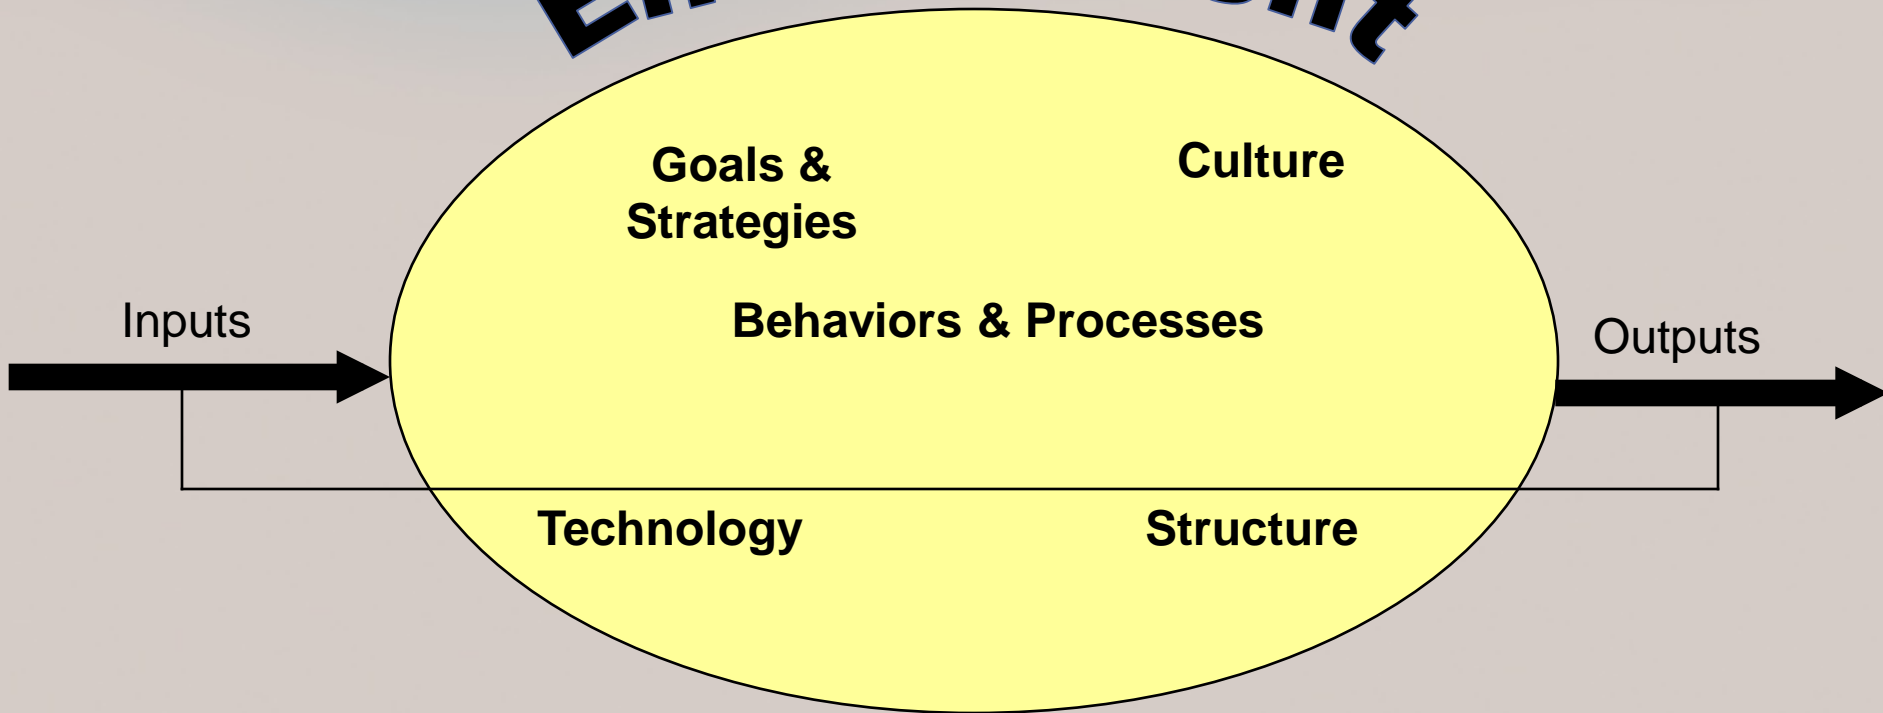 Goals &
Strategies
Culture
Inputs
Behaviors & Processes
Outputs
Technology
Structure